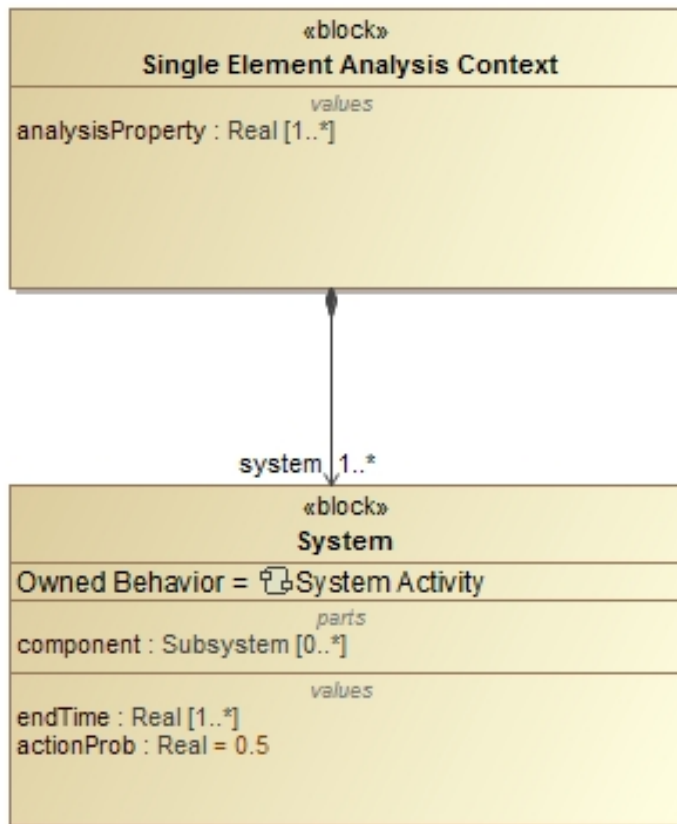 «block»
Single Element Analysis Context
values
analysisProperty : Real [1..*]
system 1..*
«block»
System
Owned Behavior = System Activity
parts
component : Subsystem [0..*]
values
endTime : Real [1..*]
actionProb : Real = 0.5